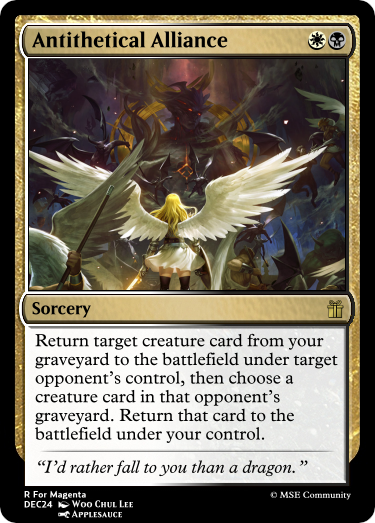 Antithetical Alliance
Sorcery
Return target creature card from your
graveyard to the battlefield under target
opponent's control, then choose a
creature card in that opponent's
graveyard. Return that card to the
battlefield under your control.
“I’d rather fall to you than a dragon.”
R For Magenta
DEC24 Woo Chul Lee
Applesauce
© MSE Community